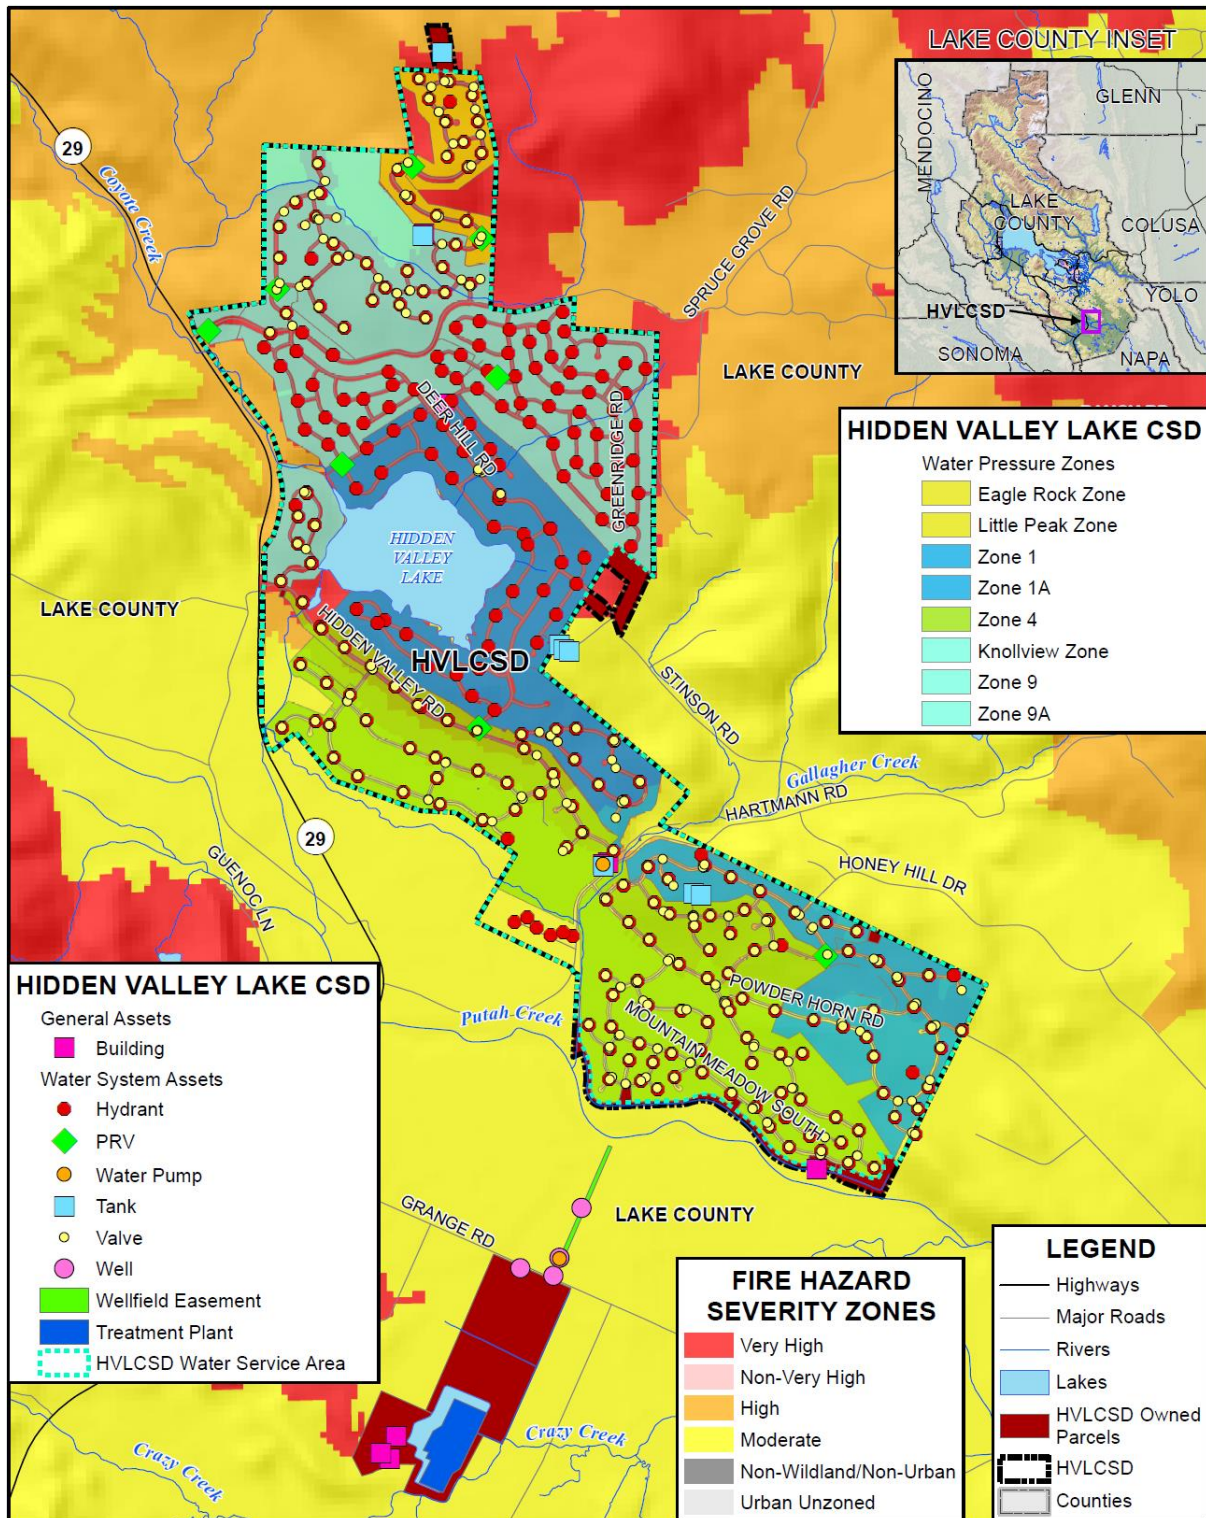 LAKE COUNTY INSET
MENDOCINO
GLENN
LAKE
COUNTY
COLUSA
YOLO
HVLCSD
SONOMA
NAPA
29
Coyote Creek
SPRUCE GROVE RD
LAKE COUNTY
DEER HILL RD
GREENRIDGE RD
HIDDEN
VALLEY
LAKE
LAKE COUNTY
HIDDEN VALLEY RD
HVLCSD
STINSON RD
Gallagher Creek
HARTMANN RD
HONEY HILL DR
29
GUENOC LN
POWDER HORN RD
MOUNTAIN MEADOW SOUTH
Putah Creek
GRANGE RD
LAKE COUNTY
Crazy Creek
Crazy Creek
HIDDEN VALLEY LAKE CSD
Water Pressure Zones
Eagle Rock Zone
Little Peak Zone
Zone 1
Zone 1A
Zone 4
Knollview Zone
Zone 9
Zone 9A
HIDDEN VALLEY LAKE CSD
General Assets
Building
Water System Assets
Hydrant
PRV
Water Pump
Tank
Valve
Well
Wellfield Easement
Treatment Plant
HVLCSD Water Service Area
FIRE HAZARD
SEVERITY ZONES
Very High
Non-Very High
High
Moderate
Non-Wildland/Non-Urban
Urban Unzoned
LEGEND
Highways
Major Roads
Rivers
Lakes
HVLCSD Owned
Parcels
HVLCSD
Counties